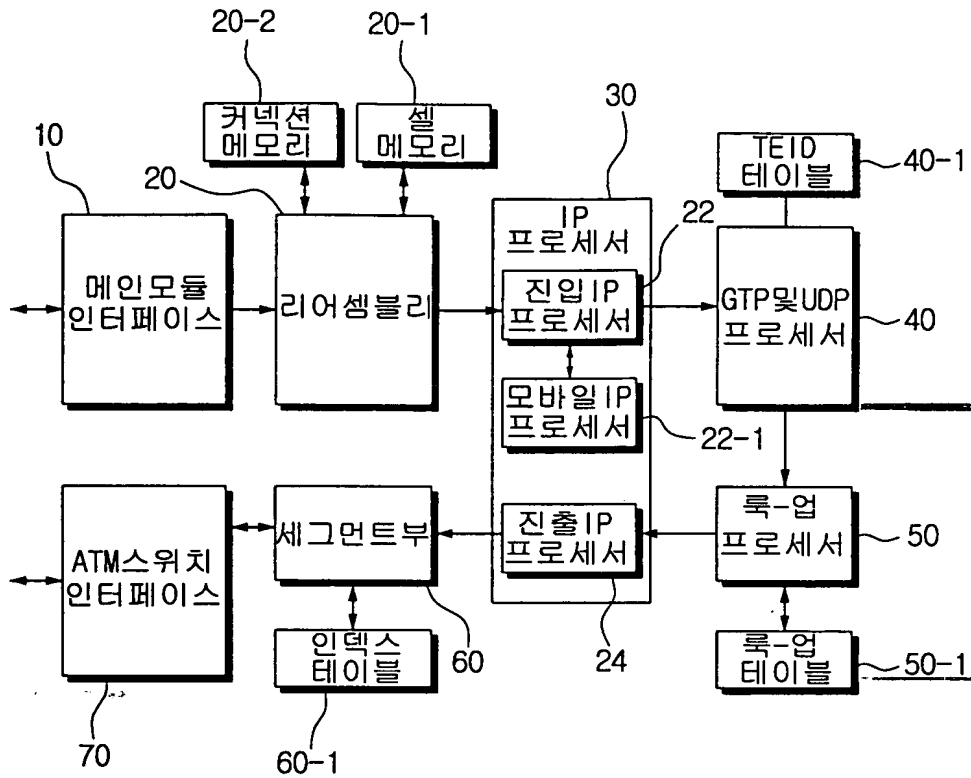 20-2
20-1
커넥션
메모리
셀
메모리
30
10
20
TEID
테이블
40-1
IP
프로세서
22
메인모듈
인터페이스
리어셈블리
진입IP
프로세서
GTP및UDP
프로세서
40
모바일IP
프로세서
22-1
ATM스위치
인터페이스
세그먼트부
진출IP
프로세서
룩-업
프로세서
50
인덱스
테이블
60
24
룩-업
테이블
50-1
70
60-1